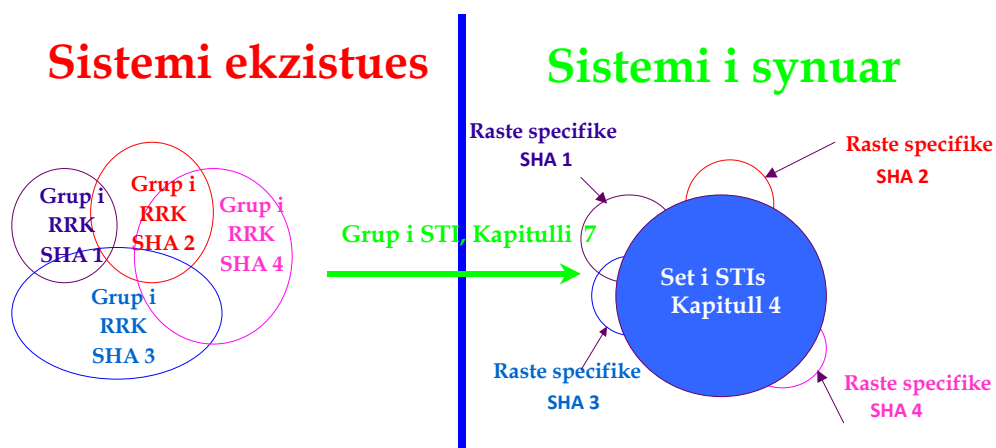 Sistemi ekzistues
Grup i
RRK
SHA 1
Grup i
RRK
SHA 2
Grup i
RRK
SHA 4
Grup i
RRK
SHA 3
Grup i STI, Kapitulli 7
Sistemi i synuar
Raste specifike
SHA 1
Raste specifike
SHA 2
Set i STIs
Kapitull 4
Raste specifike
SHA 3
Raste specifike
SHA 4